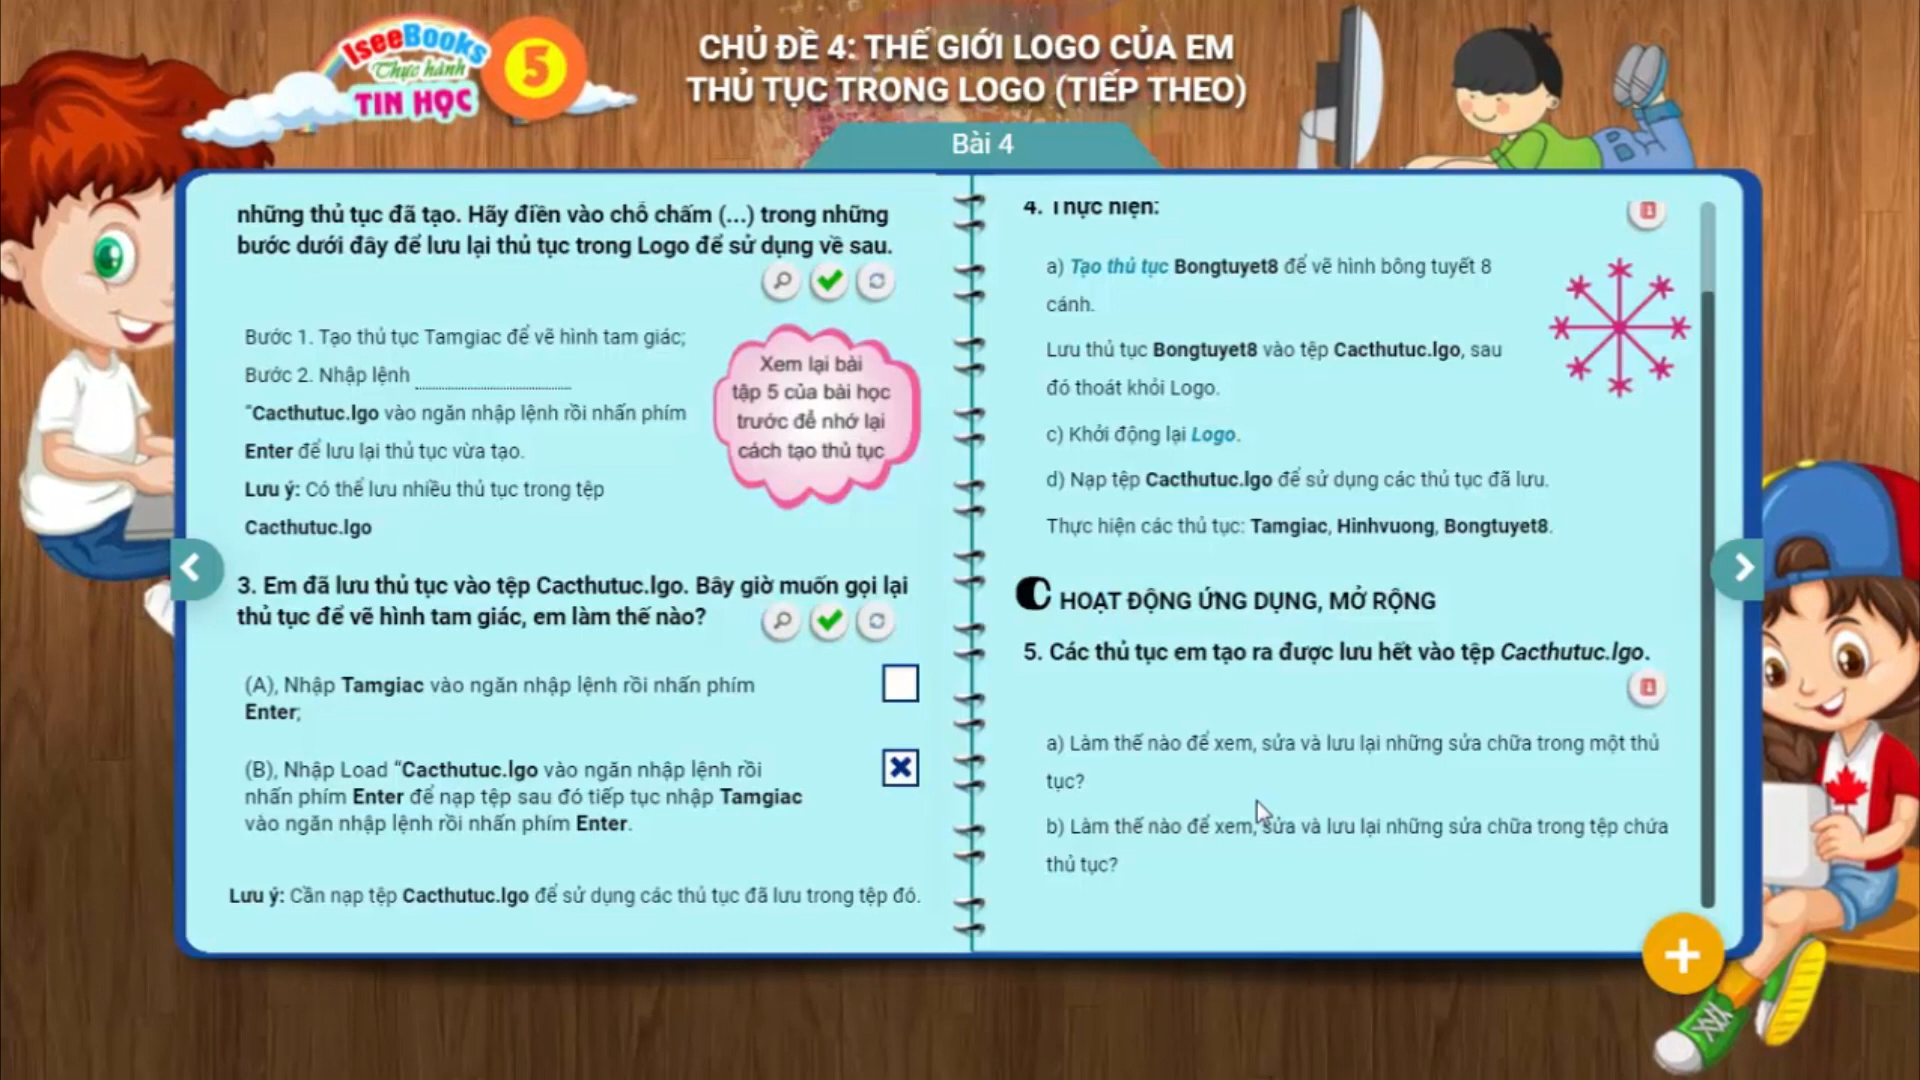 IseeBooks
Thực hành
TIN HỌC
5
CHỦ ĐỀ 4: THẾ GIỚI LOGO CỦA EM
THỦ TỤC TRONG LOGO (TIẾP THEO)
Bài 4
những thủ tục đã tạo. Hãy điền vào chỗ chấm (...) trong những
bước dưới đây để lưu lại thủ tục trong Logo để sử dụng về sau.
Bước 1. Tạo thủ tục Tamgiac để vẽ hình tam giác;
Bước 2. Nhập lệnh
"Cacthutuc.lgo vào ngăn nhập lệnh rồi nhấn phím
Enter để lưu lại thủ tục vừa tạo.
Lưu ý: Có thể lưu nhiều thủ tục trong tệp
Cacthutuc.lgo
Xem lại bài
tập 5 của bài học
trước để nhớ lại
cách tạo thủ tục
3. Em đã lưu thủ tục vào tệp Cacthutuc.lgo. Bây giờ muốn gọi lại
thủ tục để vẽ hình tam giác, em làm thế nào?
(A), Nhập Tamgiac vào ngăn nhập lệnh rồi nhấn phím
Enter;
(B), Nhập Load “Cacthutuc.lgo vào ngăn nhập lệnh rồi
nhấn phím Enter để nạp tệp sau đó tiếp tục nhập Tamgiac
vào ngăn nhập lệnh rồi nhấn phím Enter.
Lưu ý: Cần nạp tệp Cacthutuc.lgo để sử dụng các thủ tục đã lưu trong tệp đó.
4. Thực hiện:
a) Tạo thủ tục Bongtuyet8 để vẽ hình bông tuyết 8
cánh.
Lưu thủ tục Bongtuyet8 vào tệp Cacthutuc.lgo, sau
đó thoát khỏi Logo.
c) Khởi động lại Logo.
d) Nạp tệp Cacthutuc.lgo để sử dụng các thủ tục đã lưu.
Thực hiện các thủ tục: Tamgiac, Hinhvuong, Bongtuyet8.
C HOẠT ĐỘNG ỨNG DỤNG, MỞ RỘNG
5. Các thủ tục em tạo ra được lưu hết vào tệp Cacthutuc.lgo.
a) Làm thế nào để xem, sửa và lưu lại những sửa chữa trong một thủ
tục?
b) Làm thế nào để xem, sửa và lưu lại những sửa chữa trong tệp chứa
thủ tục?